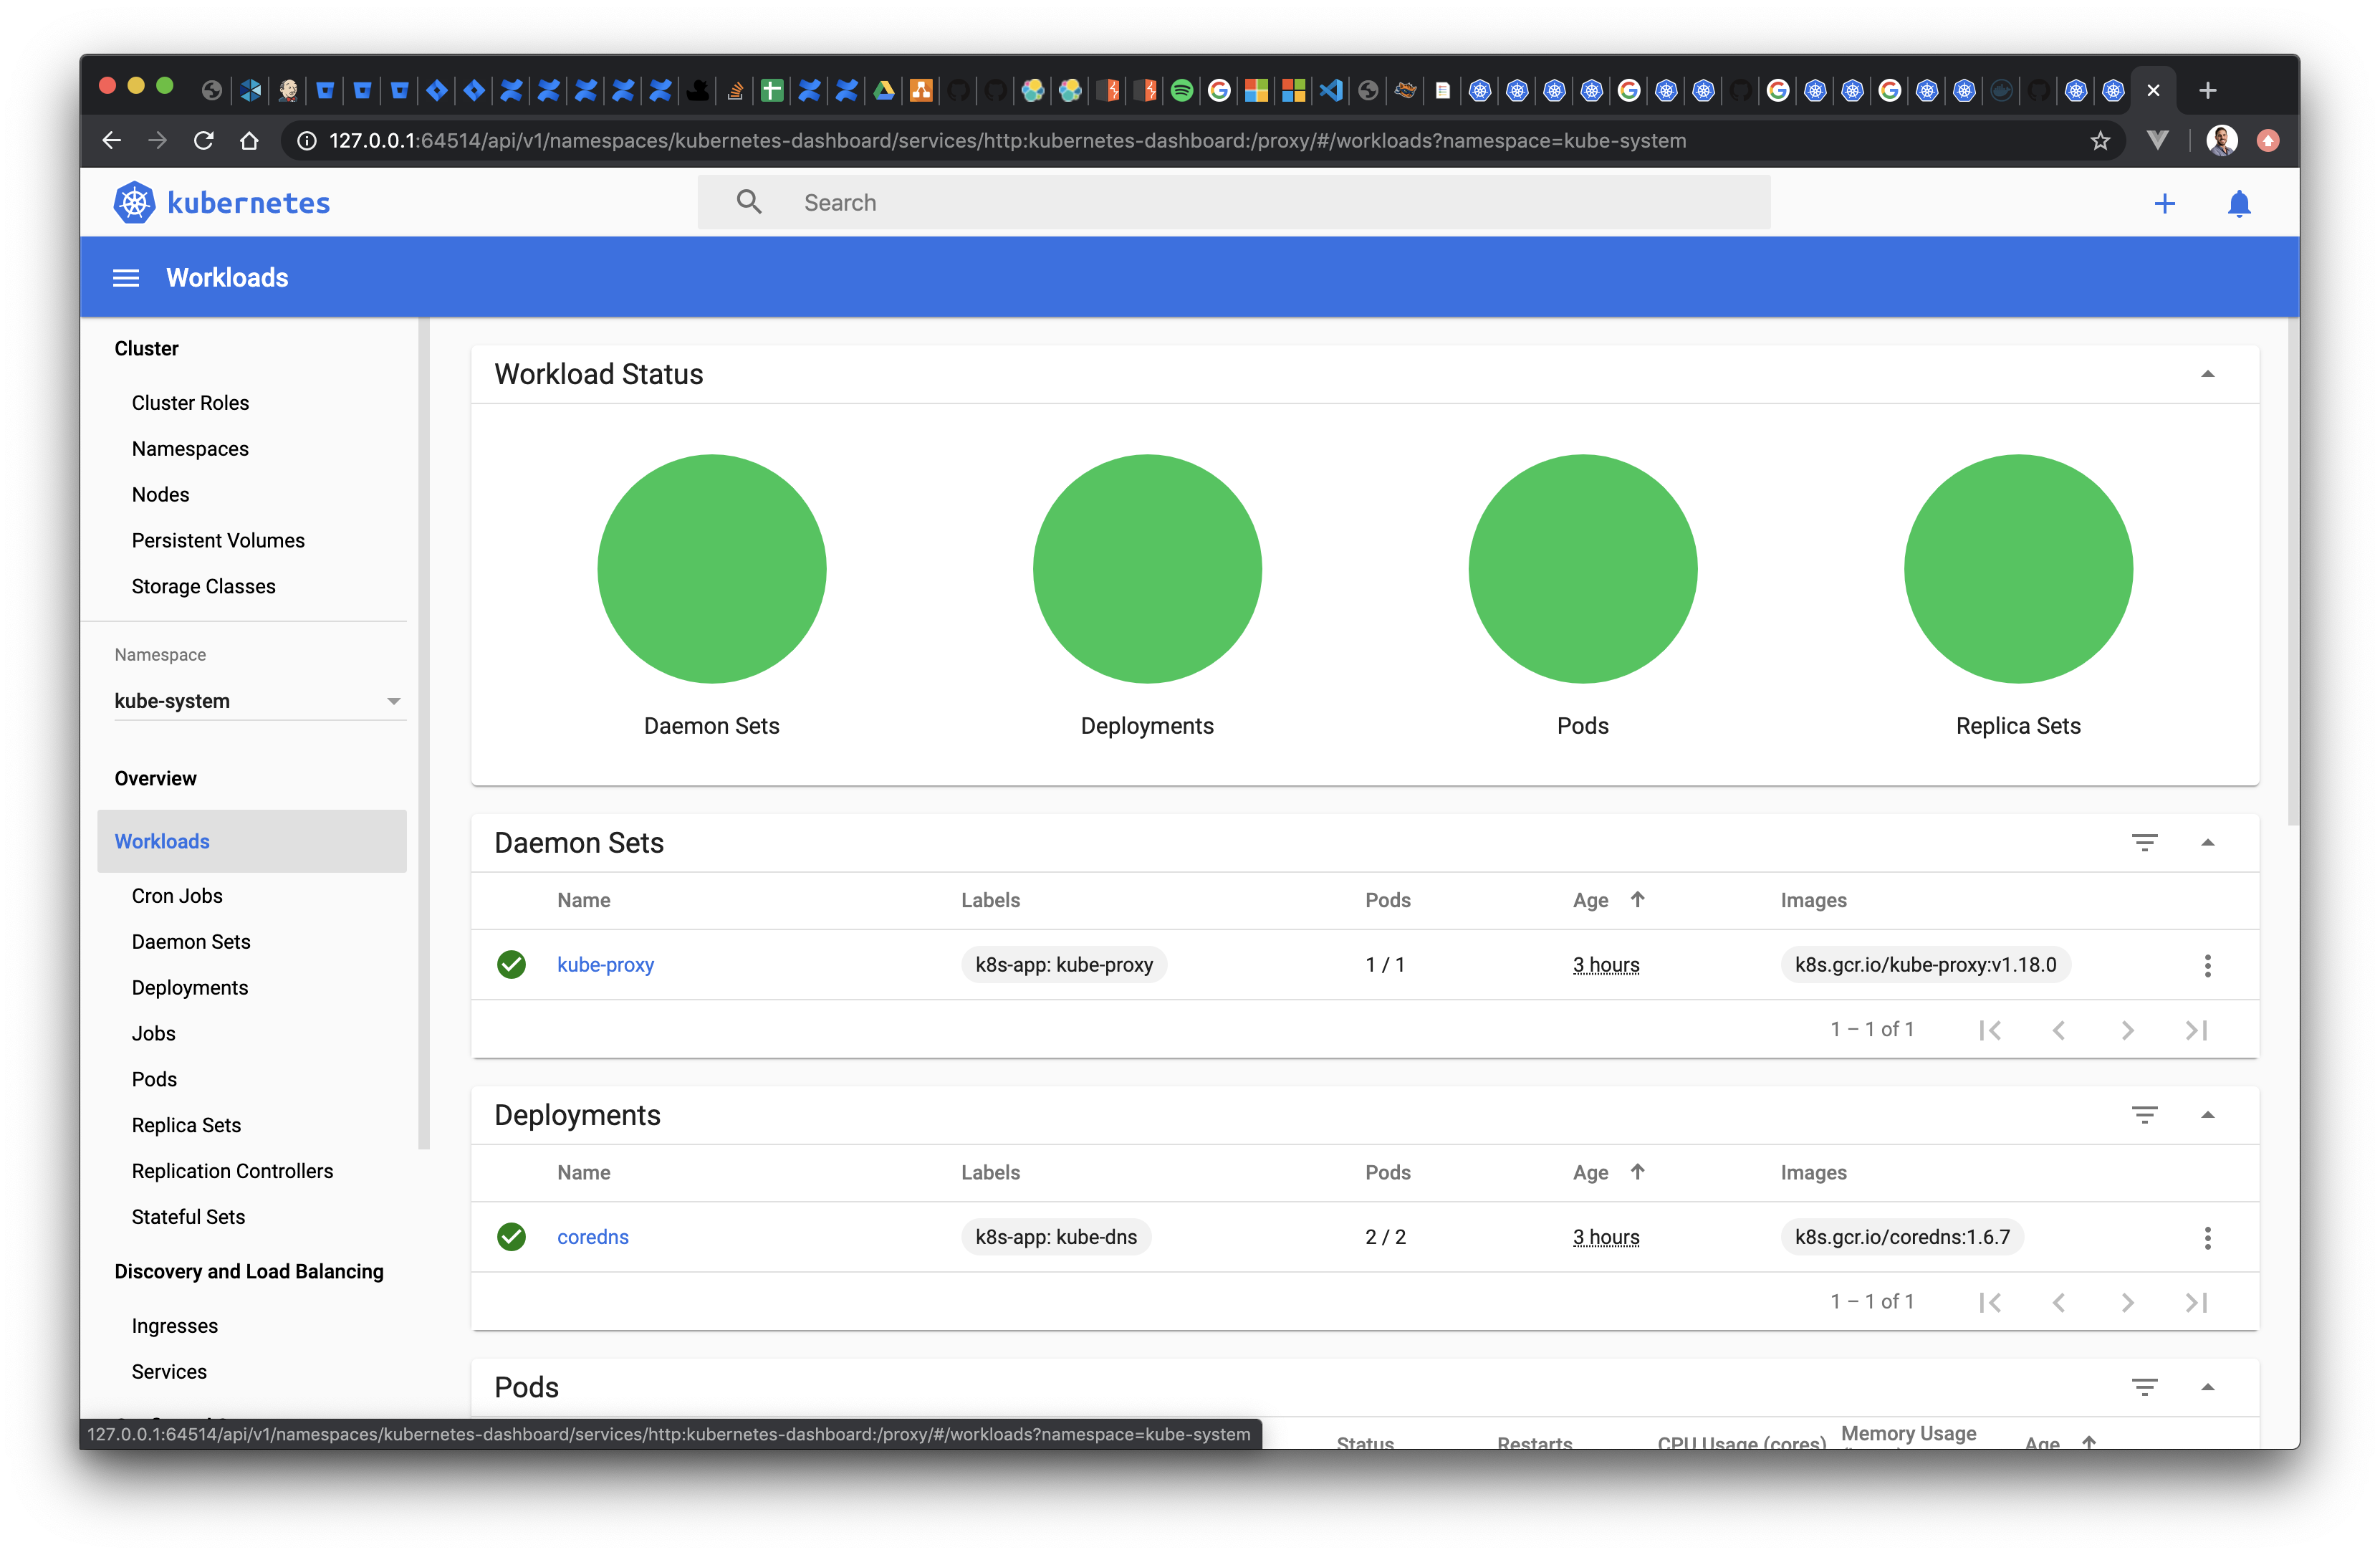 127.0.0.1:64514/api/v1/namespaces/kubernetes-dashboard/services/http:kubernetes-dashboard:/proxy/#/workloads?namespace=kube-system
kubernetes
Search
Workloads
Cluster
Cluster Roles
Namespaces
Nodes
Persistent Volumes
Storage Classes
Namespace
kube-system
Overview
Workloads
Cron Jobs
Daemon Sets
Deployments
Jobs
Pods
Replica Sets
Replication Controllers
Stateful Sets
Discovery and Load Balancing
Ingresses
Services
Workload Status
Daemon Sets
Deployments
Pods
Replica Sets
Daemon Sets
Name Labels Pods Age Images
kube-proxy k8s-app: kube-proxy 1 / 1 3 hours k8s.gcr.io/kube-proxy:v1.18.0
1 – 1 of 1
Deployments
Name Labels Pods Age Images
coredns k8s-app: kube-dns 2 / 2 3 hours k8s.gcr.io/coredns:1.6.7
1 – 1 of 1
Pods
Status Restarts CPU Usage (cores) Memory Usage Age
127.0.0.1:64514/api/v1/namespaces/kubernetes-dashboard/services/http:kubernetes-dashboard:/proxy/#/workloads?namespace=kube-system